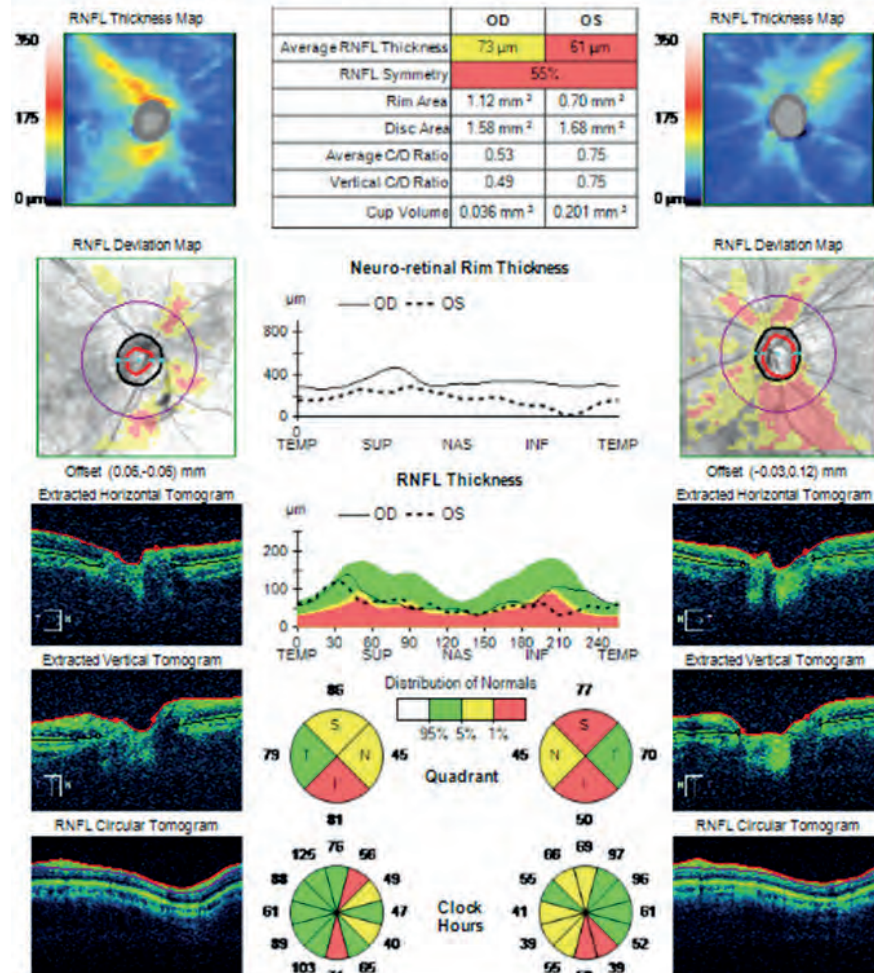 RNFL Thickness Map
350
175
0 µm
OD OS
Average RNFL Thickness 73 µm 61 µm
RNFL Symmetry 55%
Rim Area 1.12 mm² 0.70 mm²
Disc Area 1.58 mm² 1.68 mm²
Average C/D Ratio 0.53 0.75
Vertical C/D Ratio 0.49 0.75
Cup Volume 0.036 mm³ 0.201 mm³
RNFL Thickness Map
350
175
0 µm
RNFL Deviation Map
Offset (0.06,-0.06) mm
Neuro-retinal Rim Thickness
µm
OD OS
800
400
0
0
TEMP SUP NAS INF TEMP
RNFL Deviation Map
Offset (-0.03,0.12) mm
Extracted Horizontal Tomogram
RNFL Thickness
µm
OD OS
200
100
0
0 30 60 90 120 150 180 210 240
TEMP SUP NAS INF TEMP
Extracted Horizontal Tomogram
Extracted Vertical Tomogram
Distribution of Normals
95% 5% 1%
86
S
79 T N 45
I
81
Quadrant
77
S
45 N T 70
I
50
Extracted Vertical Tomogram
RNFL Circular Tomogram
Clock
Hours
76
125 56
88 49
61 47
89 40
103 65
69
66 97
55 96
41 61
39 52
55 39
RNFL Circular Tomogram